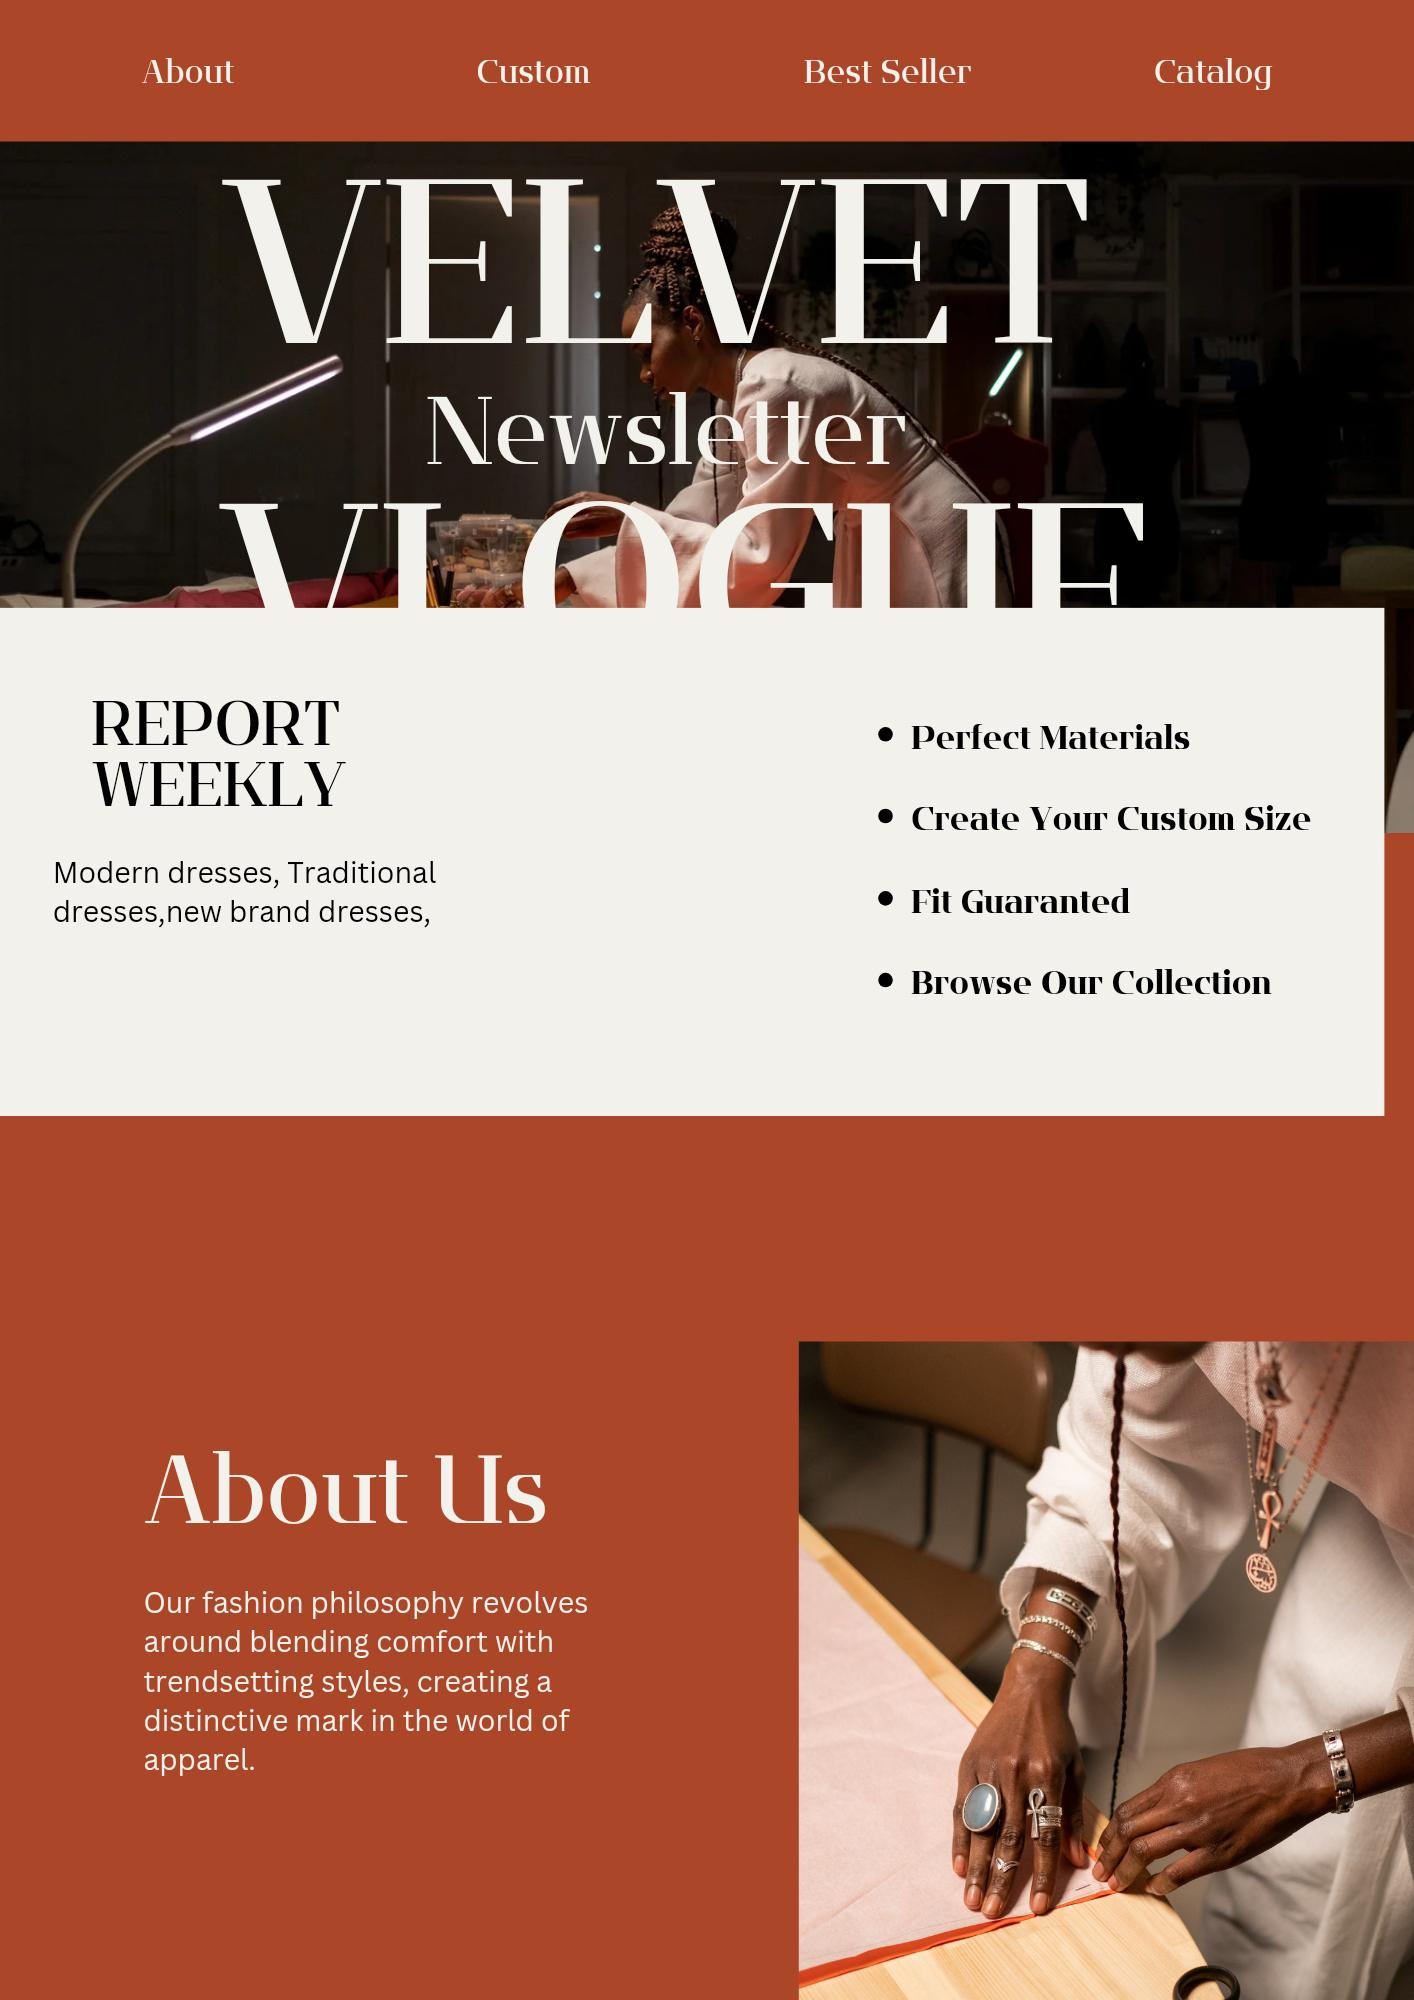 About
Custom
Best Seller
Catalog
VELVET
Newsletter
REPORT
WEEKLY
Modern dresses, Traditional
dresses,new brand dresses,
Perfect Materials
Create Your Custom Size
Fit Guaranted
Browse Our Collection
About Us
Our fashion philosophy revolves
around blending comfort with
trendsetting styles, creating a
distinctive mark in the world of
apparel.